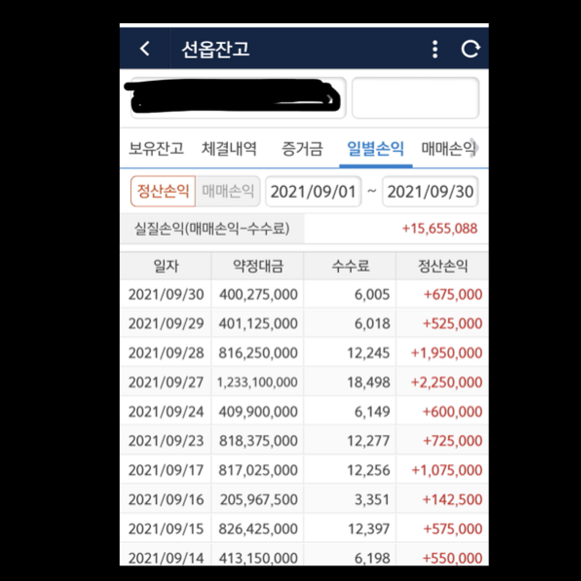 선옵잔고
보유잔고 체결내역 증거금 일별손익 매매손익
정산손익 매매손익 2021/09/01 ~ 2021/09/30
실질손익(매매손익-수수료) +15,655,088
일자 약정대금 수수료 정산손익
2021/09/30 400,275,000 6,005 +675,000
2021/09/29 401,125,000 6,018 +525,000
2021/09/28 816,250,000 12,245 +1,950,000
2021/09/27 1,233,100,000 18,498 +2,250,000
2021/09/24 409,900,000 6,149 +600,000
2021/09/23 818,375,000 12,277 +725,000
2021/09/17 817,025,000 12,256 +1,075,000
2021/09/16 205,967,500 3,351 +142,500
2021/09/15 826,425,000 12,397 +575,000
2021/09/14 413,150,000 6,198 +550,000